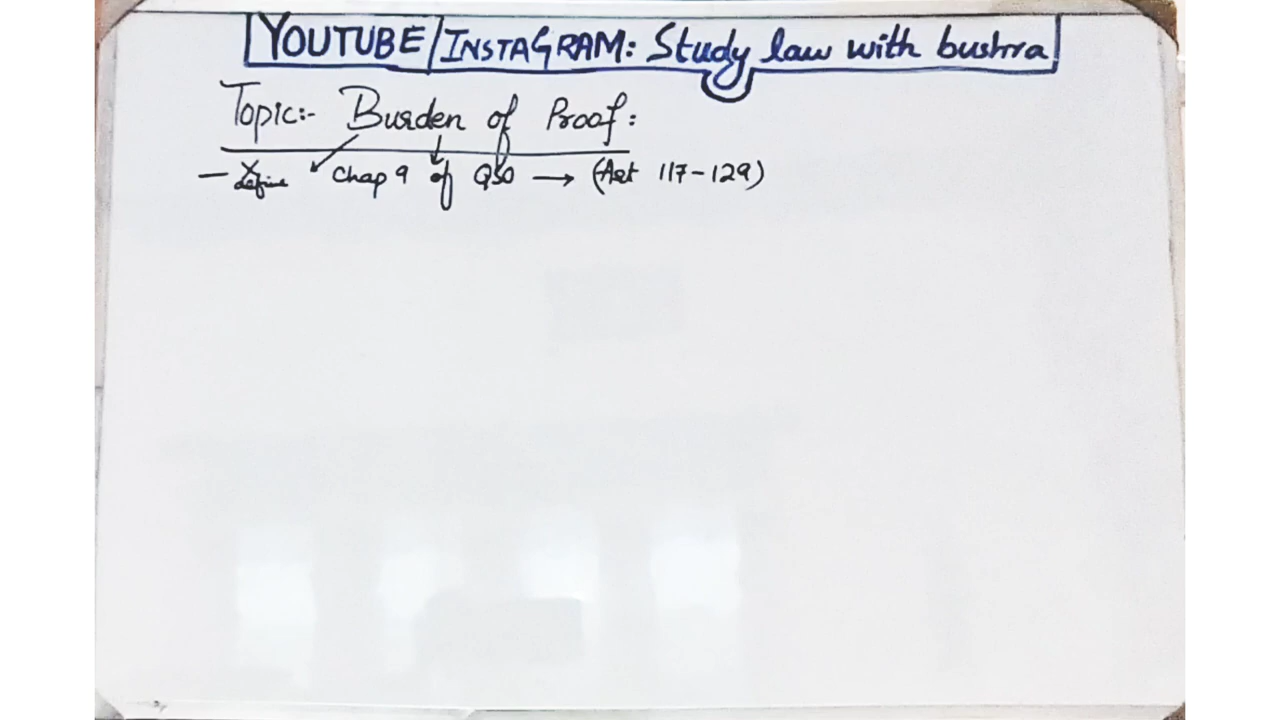 YOUTUBE/INSTAGRAM: Study law with bushra
Topic:- Burden of Proof:
— X define Chap 9 of QSO → (Art 117-129)